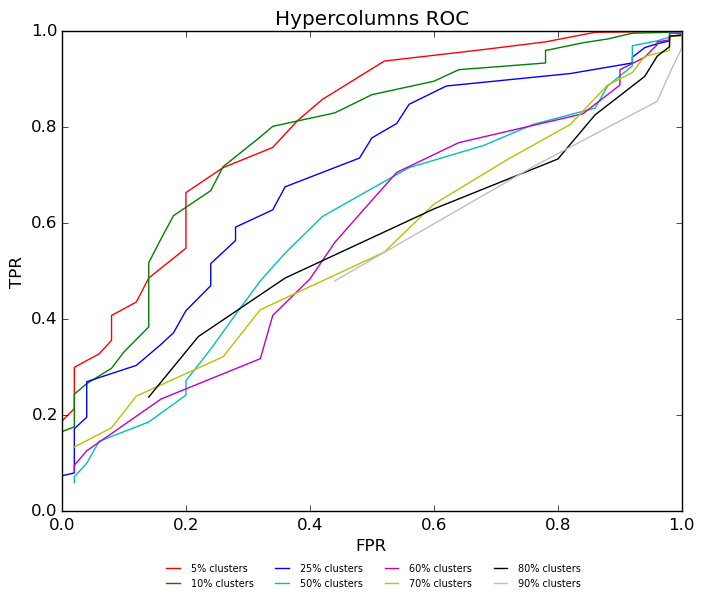 Hypercolumns ROC
1.0
0.8
0.6
0.4
0.2
0.0
TPR
0.0 0.2 0.4 0.6 0.8 1.0
FPR
5% clusters 25% clusters 60% clusters 80% clusters
10% clusters 50% clusters 70% clusters 90% clusters